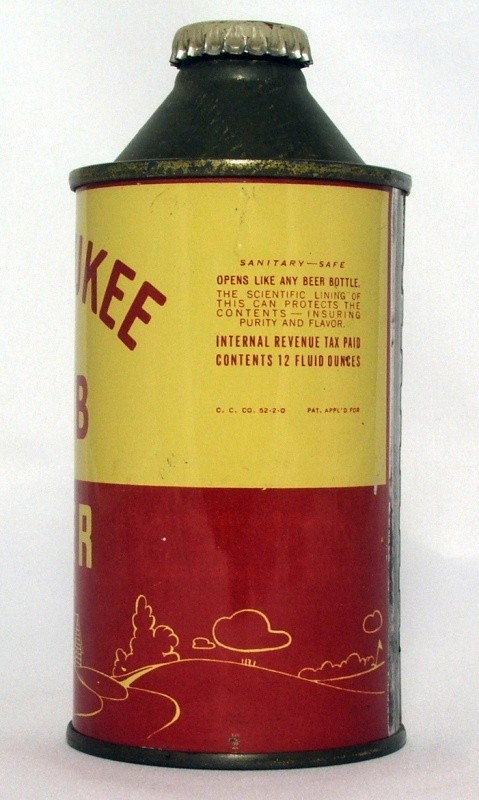 UKEE
B
R
SANITARY—SAFE
OPENS LIKE ANY BEER BOTTLE.
THE SCIENTIFIC LINING OF
THIS CAN PROTECTS THE
CONTENTS — INSURING
PURITY AND FLAVOR.
INTERNAL REVENUE TAX PAID
CONTENTS 12 FLUID OUNCES
C. C. CO. 52-2-O PAT. APPL'D FOR